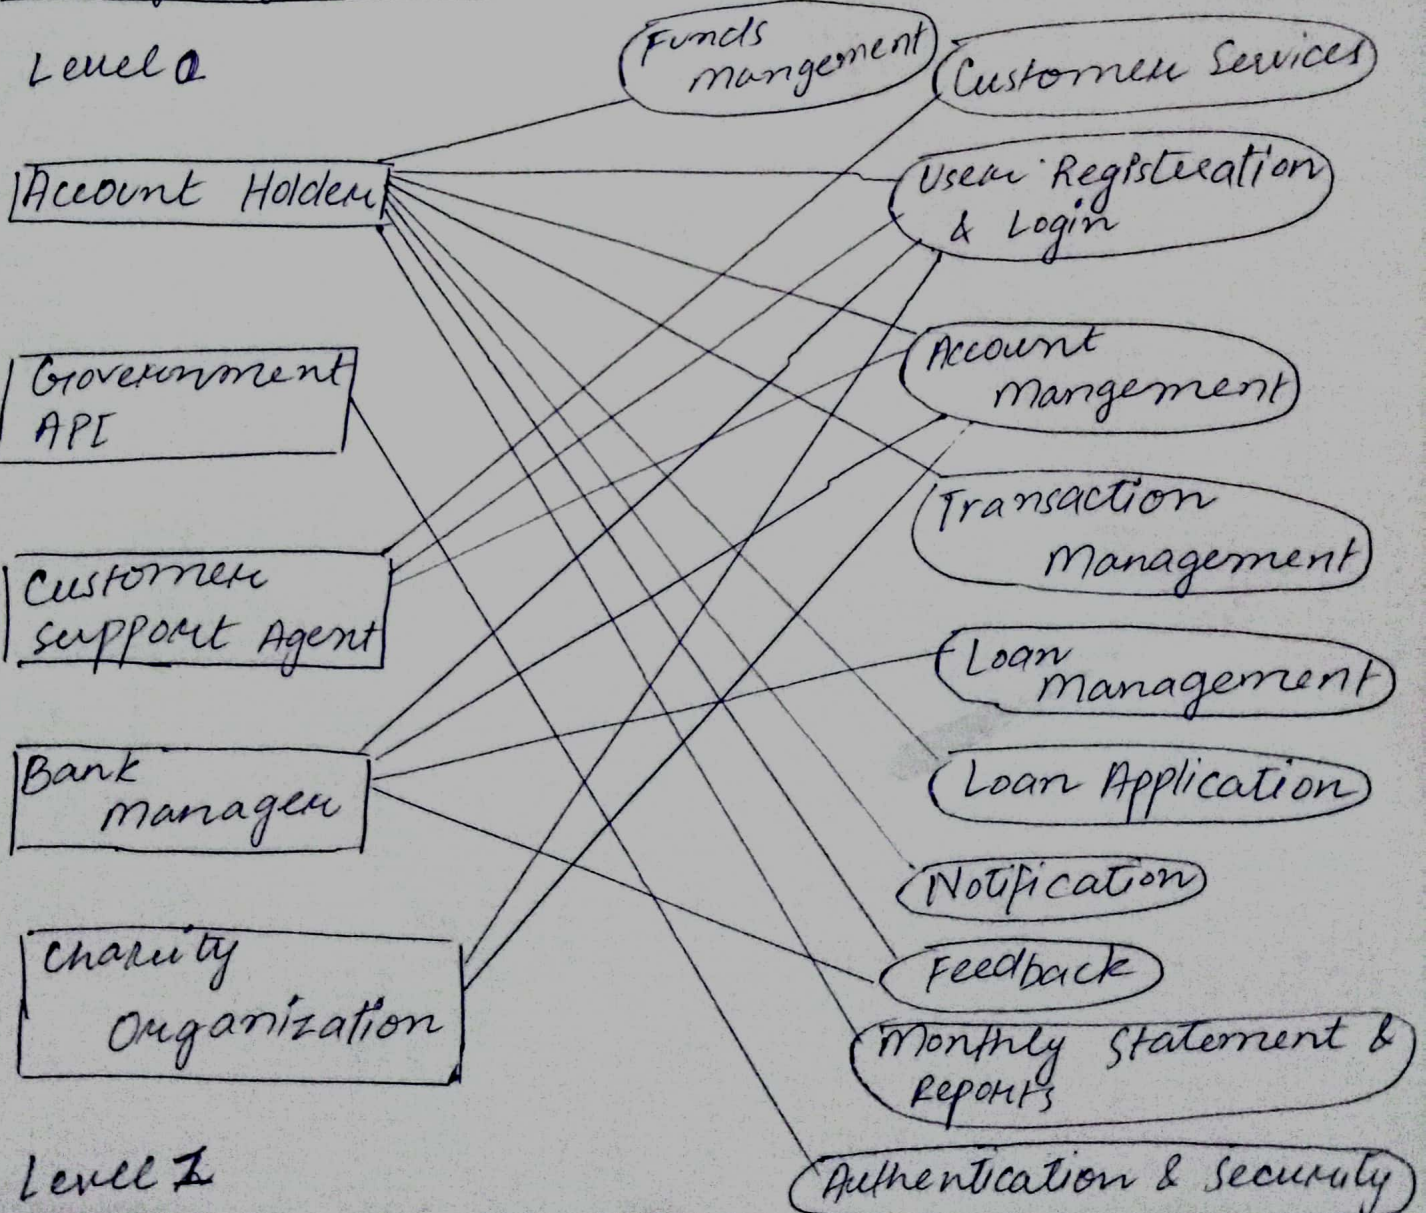 Level 0
Funds
mangement
Customer Services
Account Holder
User Registration
& Login
Government
API
Account
mangement
Transaction
Management
Customer
Support Agent
Loan
management
Bank
manager
Loan Application
Notification
Charity
Organization
Feedback
Monthly Statement &
Reports
Level 1
Authentication & Security